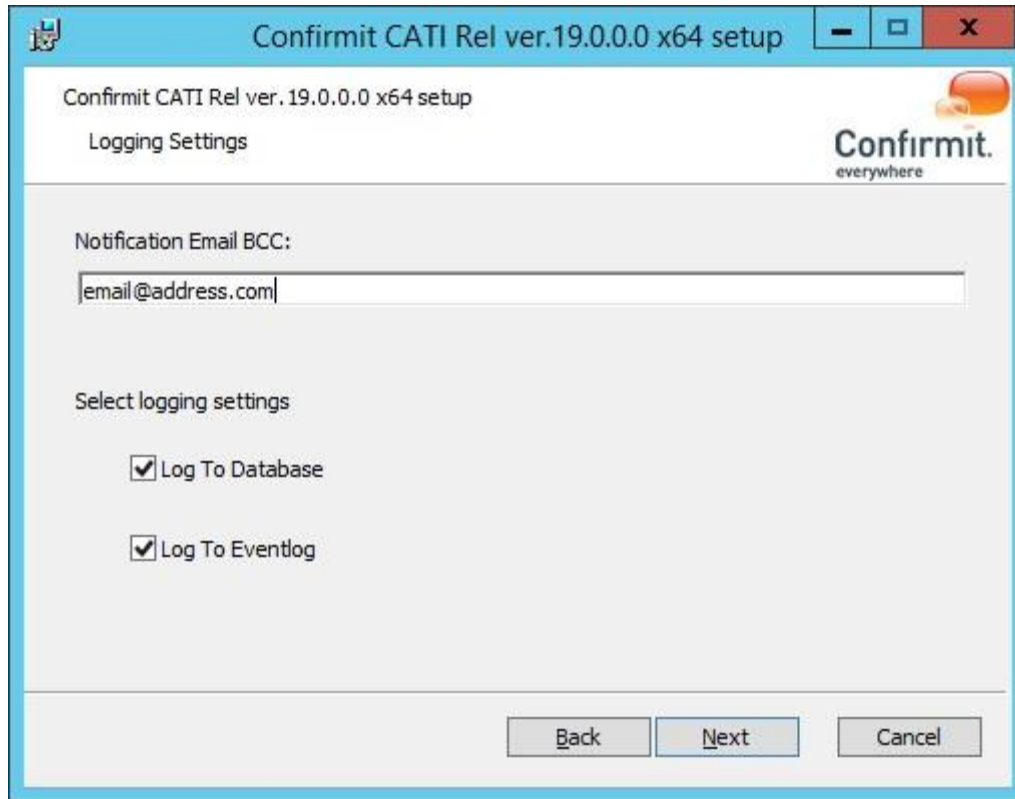 Confirmit CATI Rel ver.19.0.0.0 x64 setup
Confirmit CATI Rel ver. 19.0.0.0 x64 setup
Logging Settings
Confirmit.
everywhere
Notification Email BCC:
email@address.com
Select logging settings
Log To Database
Log To Eventlog
Back Next Cancel